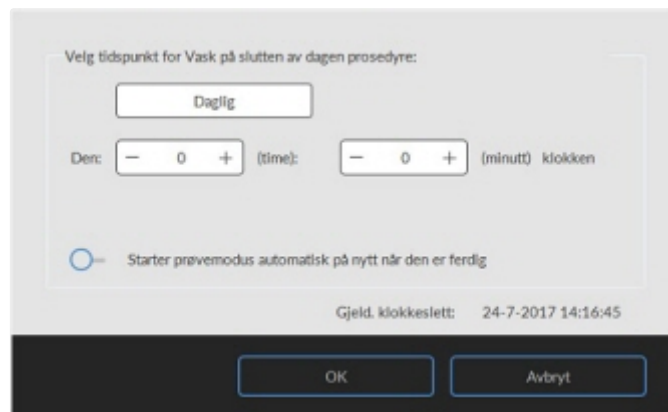 Velg tidspunkt for Vask på slutten av dagen prosedyre:
Daglig
Den: − 0 + (time): − 0 + (minutt) klokken
Starter prøvemodus automatisk på nytt når den er ferdig
Gjeld. klokkeslett: 24-7-2017 14:16:45
OK Avbryt